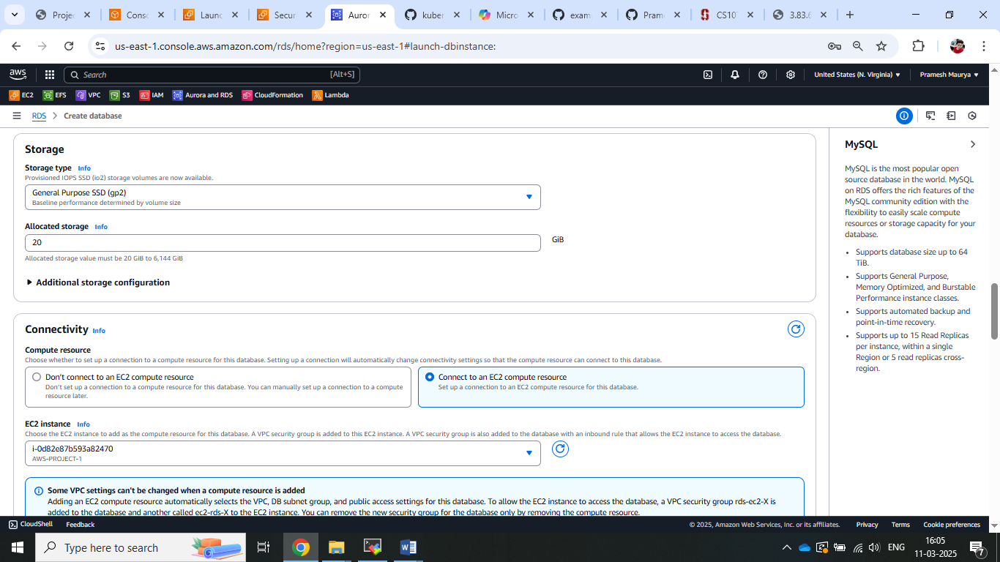 Projec
Consc
Launc
Secur
Auror
kuber
Micro
exam
Pram
CS10
3.83.6
us-east-1.console.aws.amazon.com/rds/home?region=us-east-1#launch-dbinstance:
aws
Search
[Alt+S]
United States (N. Virginia)
Pramesh Maurya
EC2
EFS
VPC
S3
IAM
Aurora and RDS
CloudFormation
Lambda
RDS
Create database
Storage
Storage type Info
Provisioned IOPS SSD (io2) storage volumes are now available.
General Purpose SSD (gp2)
Baseline performance determined by volume size
Allocated storage Info
20
GiB
Allocated storage value must be 20 GiB to 6,144 GiB
Additional storage configuration
Connectivity Info
Compute resource
Choose whether to set up a connection to a compute resource for this database. Setting up a connection will automatically change connectivity settings so that the compute resource can connect to this database.
Don't connect to an EC2 compute resource
Don't set up a connection to a compute resource for this database. You can manually set up a connection to a compute
resource later.
Connect to an EC2 compute resource
Set up a connection to an EC2 compute resource for this database.
EC2 instance Info
Choose the EC2 instance to add as the compute resource for this database. A VPC security group is added to this EC2 instance. A VPC security group is also added to the database with an inbound rule that allows the EC2 instance to access the database.
i-0d82e87b593a82470
AWS-PROJECT-1
Some VPC settings can't be changed when a compute resource is added
Adding an EC2 compute resource automatically selects the VPC, DB subnet group, and public access settings for this database. To allow the EC2 instance to access the database, a VPC security group rds-ec2-X is
added to the database and another called ec2-rds-X to the EC2 instance. You can remove the new security group for the database only by removing the compute resource.
MySQL
MySQL is the most popular open
source database in the world. MySQL
on RDS offers the rich features of the
MySQL community edition with the
flexibility to easily scale compute
resources or storage capacity for your
database.
• Supports database size up to 64
TiB.
• Supports General Purpose,
Memory Optimized, and Burstable
Performance instance classes.
• Supports automated backup and
point-in-time recovery.
• Supports up to 15 Read Replicas
per instance, within a single
Region or 5 read replicas cross-
region.
CloudShell
Feedback
© 2025, Amazon Web Services, Inc. or its affiliates.
Privacy
Terms
Cookie preferences
Type here to search
ENG
16:05
11-03-2025
7